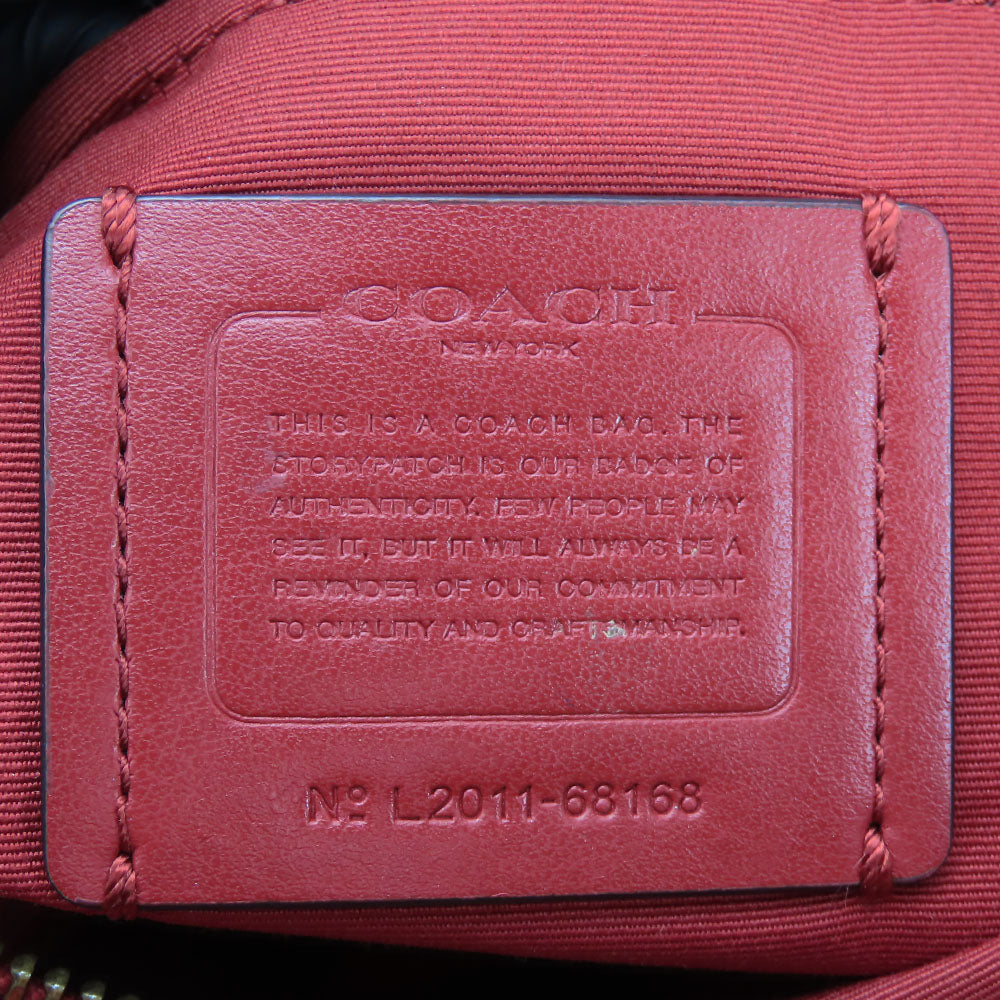 COACH
NEW YORK
THIS IS A COACH BAG. THE
STORYPATCH IS OUR BADGE OF
AUTHENTICITY. FEW PEOPLE MAY
SEE IT, BUT IT WILL ALWAYS BE A
REMINDER OF OUR COMMITMENT
TO QUALITY AND CRAFTSMANSHIP.
Nº L2011-68168